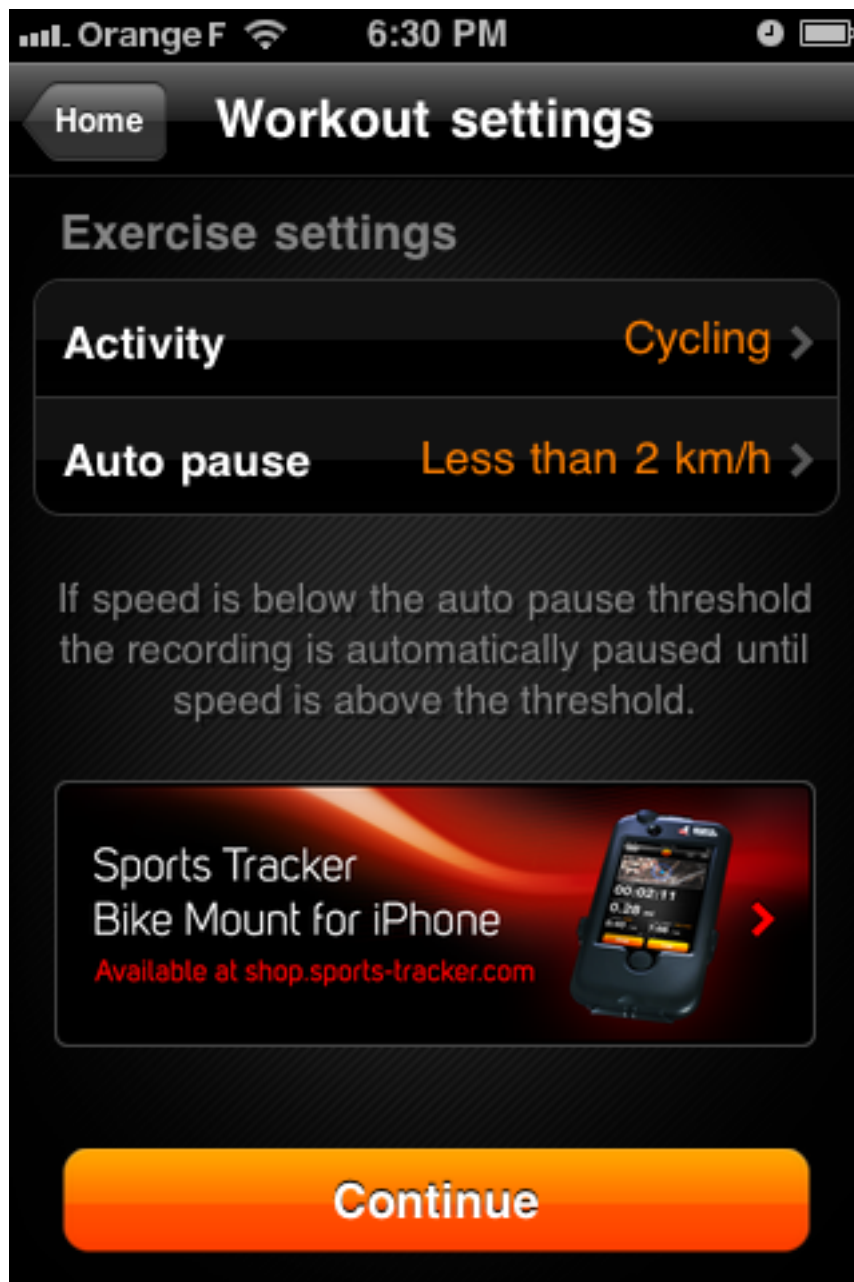 Orange F 6:30 PM
Home Workout settings
Exercise settings
Activity Cycling
Auto pause Less than 2 km/h
If speed is below the auto pause threshold
the recording is automatically paused until
speed is above the threshold.
Sports Tracker
Bike Mount for iPhone
Available at shop.sports-tracker.com
00:02:11
0.28
Continue